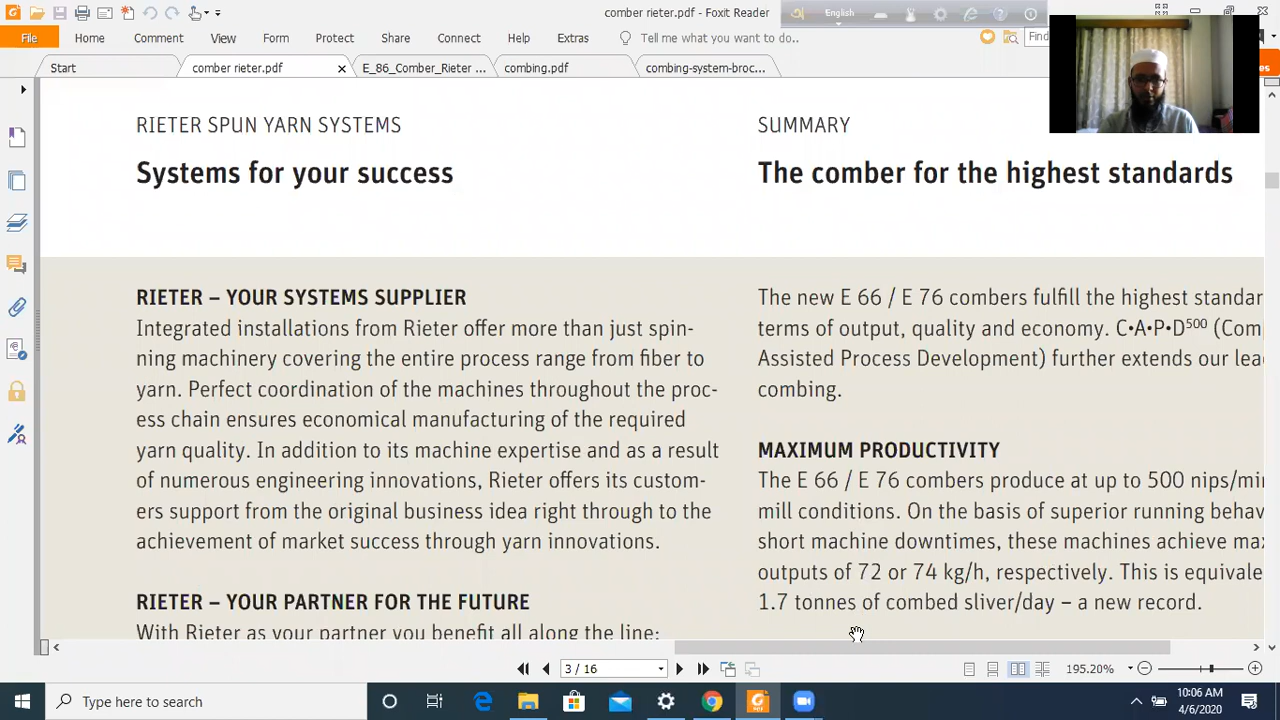 comber rieter.pdf - Foxit Reader
English
File
Home
Comment
View
Form
Protect
Share
Connect
Help
Extras
Tell me what you want to do..
Find
Start
comber rieter.pdf
E_86_Comber_Rieter ...
combing.pdf
combing-system-broc...
RIETER SPUN YARN SYSTEMS
Systems for your success
RIETER – YOUR SYSTEMS SUPPLIER
Integrated installations from Rieter offer more than just spin-
ning machinery covering the entire process range from fiber to
yarn. Perfect coordination of the machines throughout the proc-
ess chain ensures economical manufacturing of the required
yarn quality. In addition to its machine expertise and as a result
of numerous engineering innovations, Rieter offers its custom-
ers support from the original business idea right through to the
achievement of market success through yarn innovations.
RIETER – YOUR PARTNER FOR THE FUTURE
With Rieter as your partner you benefit all along the line:
SUMMARY
The comber for the highest standards
The new E 66 / E 76 combers fulfill the highest standar
terms of output, quality and economy. C•A•P•D500 (Com
Assisted Process Development) further extends our lea
combing.
MAXIMUM PRODUCTIVITY
The E 66 / E 76 combers produce at up to 500 nips/min
mill conditions. On the basis of superior running behav
short machine downtimes, these machines achieve max
outputs of 72 or 74 kg/h, respectively. This is equivale
1.7 tonnes of combed sliver/day – a new record.
3 / 16
195.20%
Type here to search
10:06 AM
4/6/2020